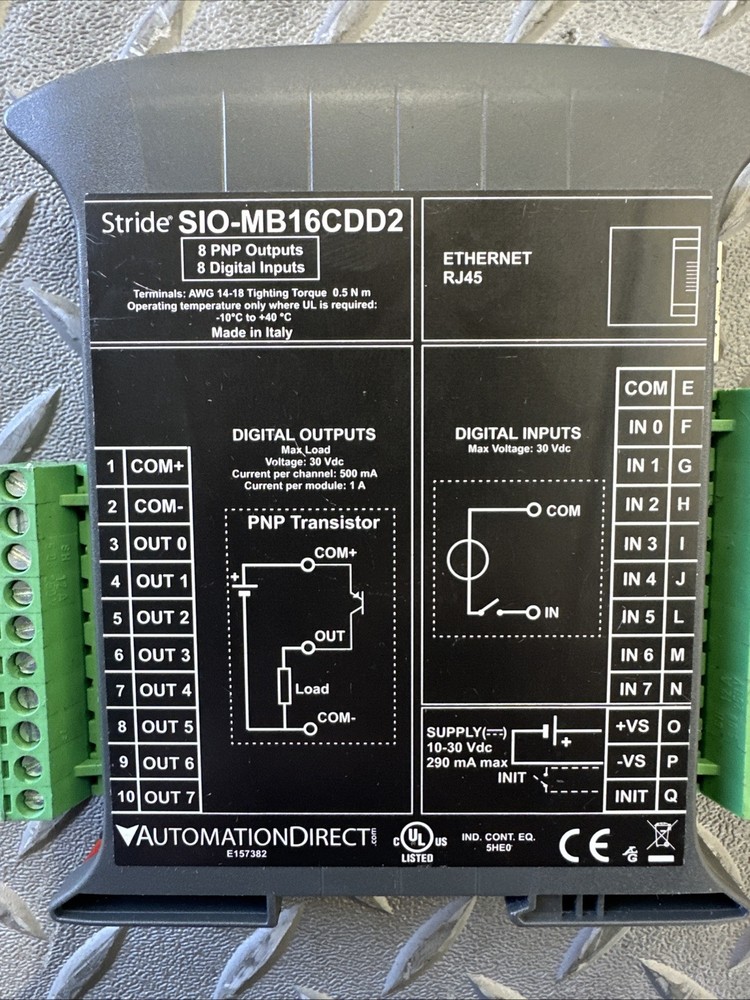 Stride® SIO-MB16CDD2
8 PNP Outputs
8 Digital Inputs
Terminals: AWG 14-18 Tighting Torque 0.5 N m
Operating temperature only where UL is required:
-10°C to +40 °C
Made in Italy
ETHERNET
RJ45
DIGITAL OUTPUTS
Max Load
Voltage: 30 Vdc
Current per channel: 500 mA
Current per module: 1 A
PNP Transistor
COM+
+
OUT
Load
COM-
1 COM+
2 COM-
3 OUT 0
4 OUT 1
5 OUT 2
6 OUT 3
7 OUT 4
8 OUT 5
9 OUT 6
10 OUT 7
DIGITAL INPUTS
Max Voltage: 30 Vdc
COM
IN
COM E
IN 0 F
IN 1 G
IN 2 H
IN 3 I
IN 4 J
IN 5 L
IN 6 M
IN 7 N
SUPPLY(⎓)
10-30 Vdc
290 mA max
+
INIT
+VS O
-VS P
INIT Q
AUTOMATIONDIRECT.com
E157382
C UL US
LISTED
IND. CONT. EQ.
5HE0
CE